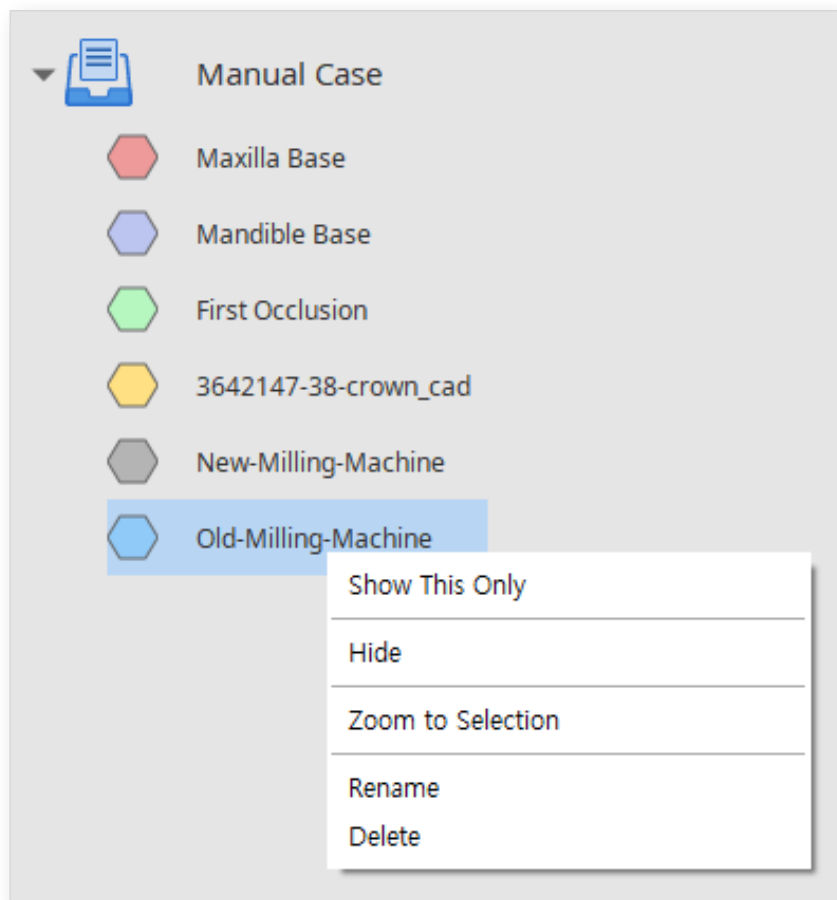 Manual Case
Maxilla Base
Mandible Base
First Occlusion
3642147-38-crown_cad
New-Milling-Machine
Old-Milling-Machine
Show This Only
Hide
Zoom to Selection
Rename
Delete